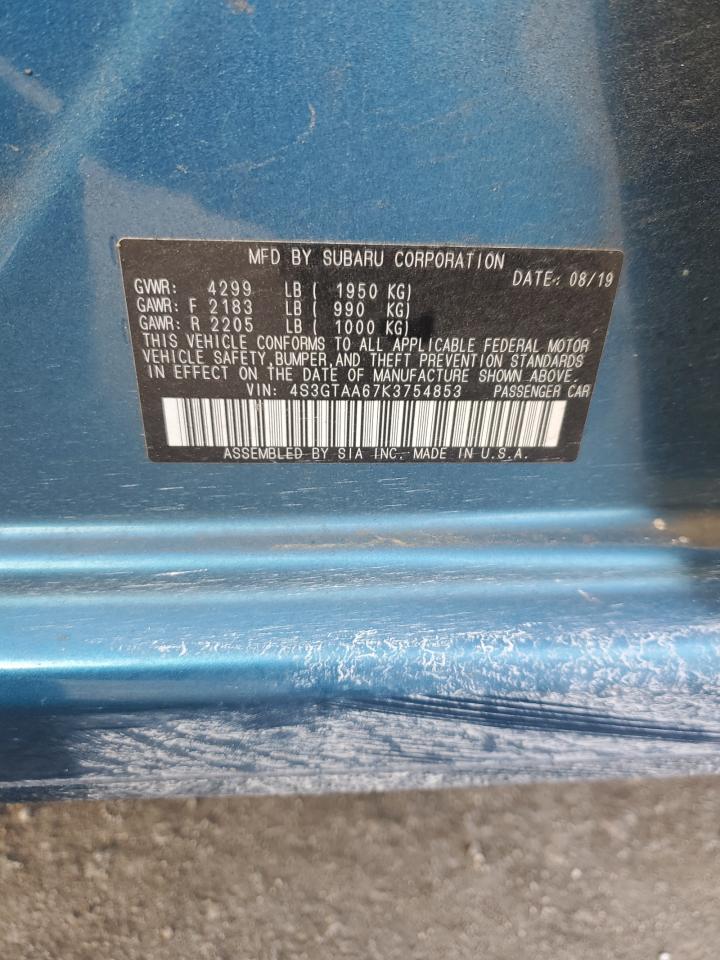 MFD BY SUBARU CORPORATION
DATE: 08/19
GVWR: 4299 LB ( 1950 KG)
GAWR: F 2183 LB ( 990 KG)
GAWR: R 2205 LB ( 1000 KG)
THIS VEHICLE CONFORMS TO ALL APPLICABLE FEDERAL MOTOR
VEHICLE SAFETY, BUMPER, AND THEFT PREVENTION STANDARDS
IN EFFECT ON THE DATE OF MANUFACTURE SHOWN ABOVE.
VIN: 4S3GTAA67K3754853 PASSENGER CAR
ASSEMBLED BY SIA INC. MADE IN U.S.A.